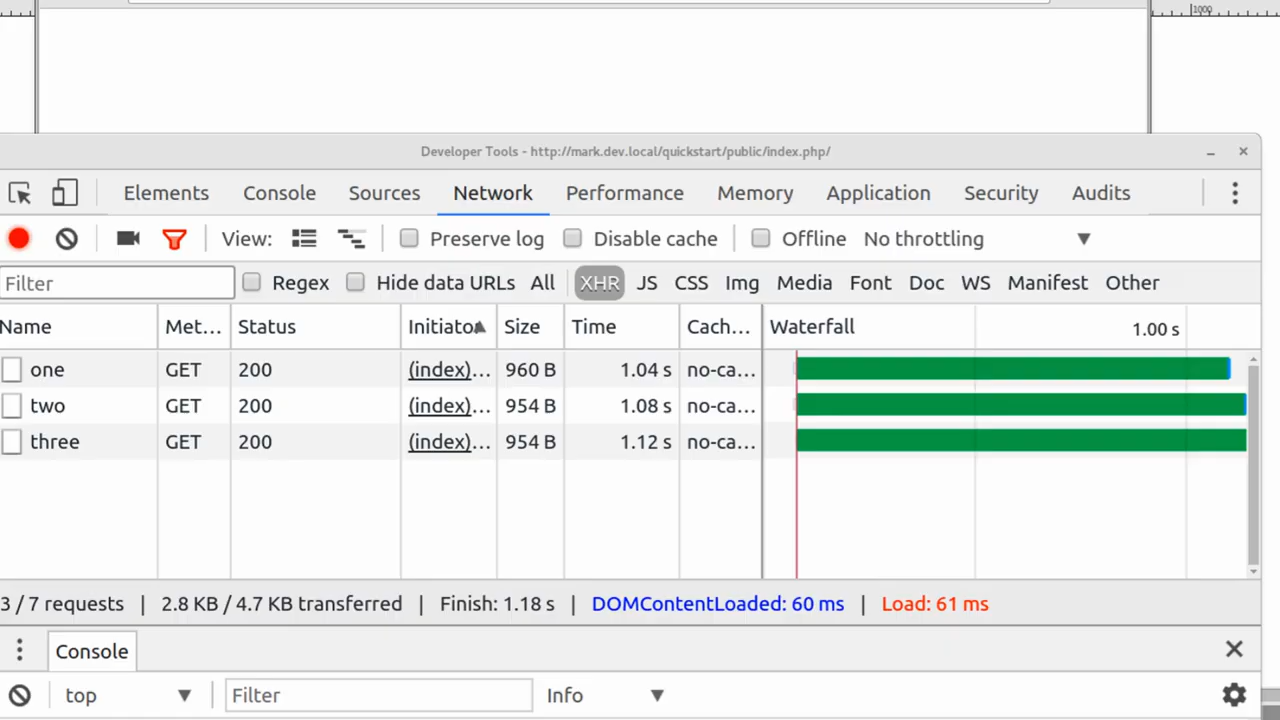 1000
Developer Tools - http://mark.dev.local/quickstart/public/index.php/
Elements Console Sources Network Performance Memory Application Security Audits
View: Preserve log Disable cache Offline No throttling
Filter Regex Hide data URLs All XHR JS CSS Img Media Font Doc WS Manifest Other
Name Met... Status Initiato Size Time Cach... Waterfall 1.00 s
one GET 200 (index)... 960 B 1.04 s no-ca...
two GET 200 (index)... 954 B 1.08 s no-ca...
three GET 200 (index)... 954 B 1.12 s no-ca...
3 / 7 requests | 2.8 KB / 4.7 KB transferred | Finish: 1.18 s | DOMContentLoaded: 60 ms | Load: 61 ms
Console
top Filter Info